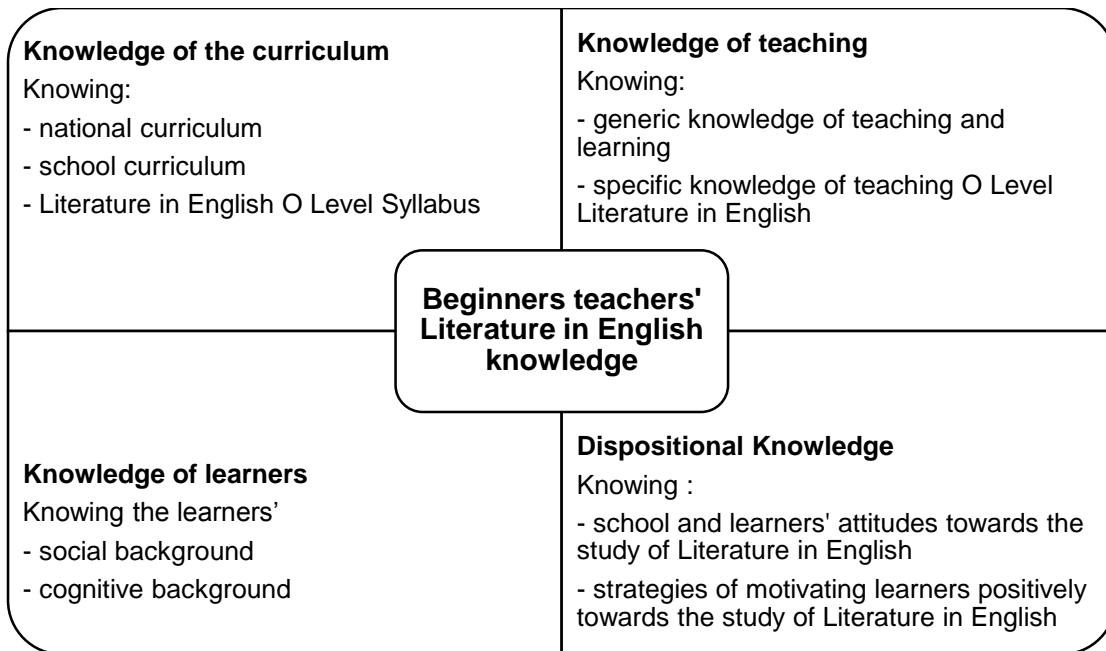 Knowledge of the curriculum
Knowing:
- national curriculum
- school curriculum
- Literature in English O Level Syllabus
Knowledge of teaching
Knowing:
- generic knowledge of teaching and
learning
- specific knowledge of teaching O Level
Literature in English
Beginners teachers'
Literature in English
knowledge
Knowledge of learners
Knowing the learners’
- social background
- cognitive background
Dispositional Knowledge
Knowing :
- school and learners' attitudes towards the
study of Literature in English
- strategies of motivating learners positively
towards the study of Literature in English